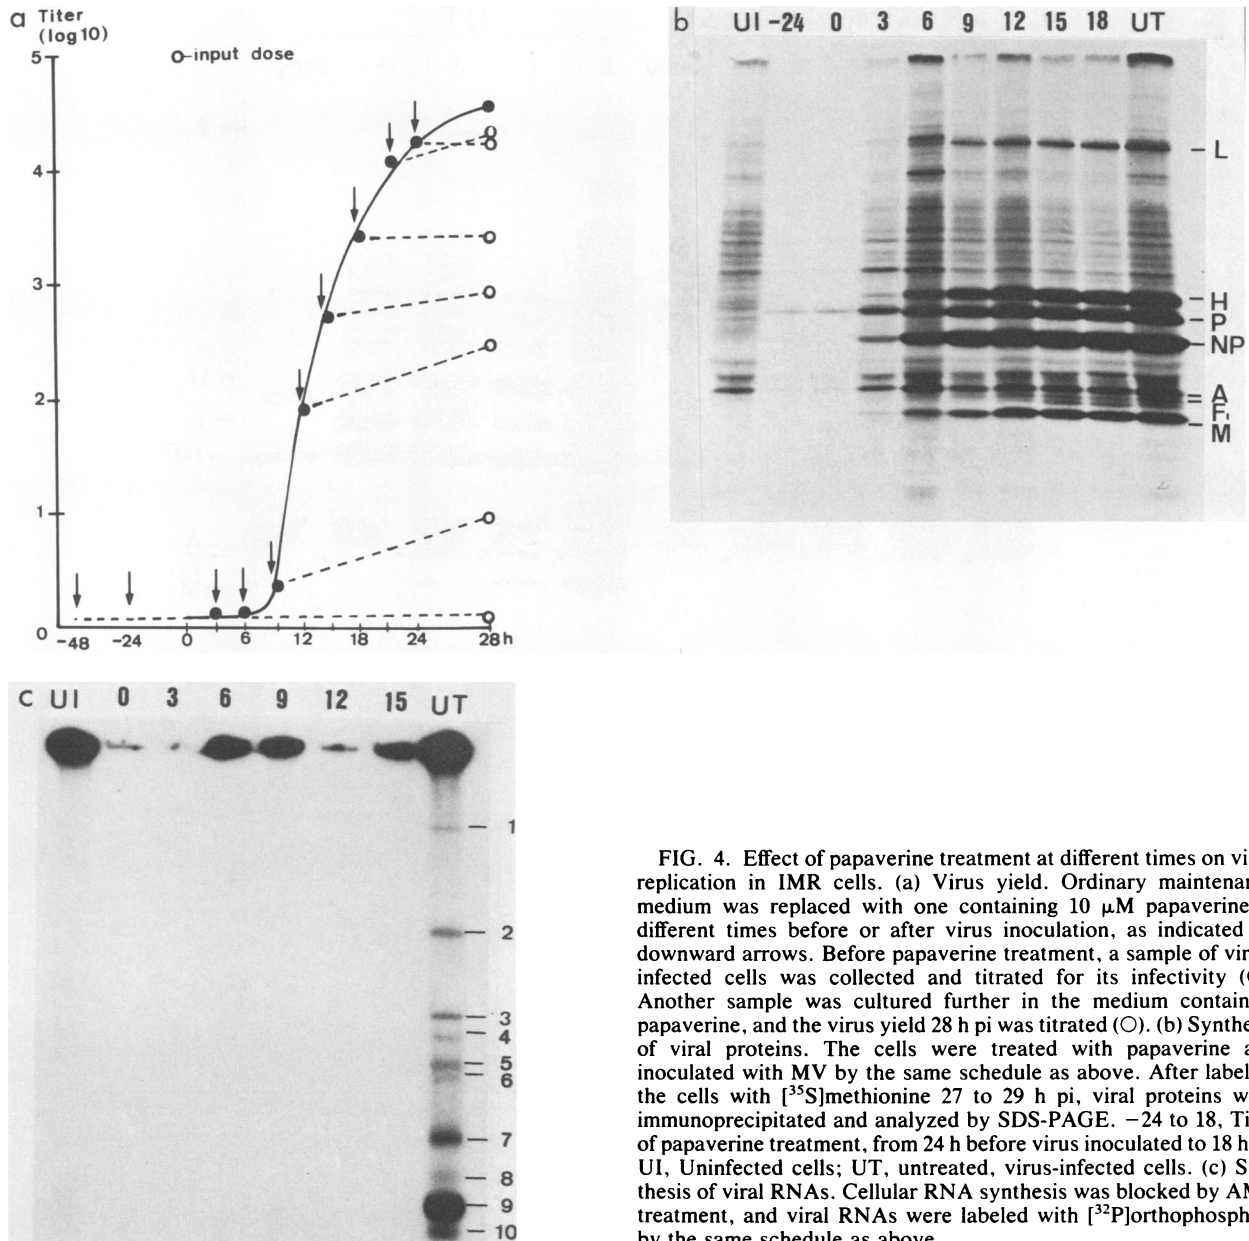 a Titer
(log10)
input dose
5
4
3
2
1
0
-48 -24 0 6 12 18 24 28h
b UI -24 0 3 6 9 12 15 18 UT
L
H
P
NP
A
F1
M
c UI 0 3 6 9 12 15 UT
1
2
3
4
5
6
7
8
9
10
FIG. 4. Effect of papaverine treatment at different times on vi
replication in IMR cells. (a) Virus yield. Ordinary maintenan
medium was replaced with one containing 10 μM papaverine
different times before or after virus inoculation, as indicated
downward arrows. Before papaverine treatment, a sample of viru
infected cells was collected and titrated for its infectivity (
Another sample was cultured further in the medium contain
papaverine, and the virus yield 28 h pi was titrated (○). (b) Synthe
of viral proteins. The cells were treated with papaverine a
inoculated with MV by the same schedule as above. After label
the cells with [³⁵S]methionine 27 to 29 h pi, viral proteins w
immunoprecipitated and analyzed by SDS-PAGE. −24 to 18, Ti
of papaverine treatment, from 24 h before virus inoculated to 18 h
UI, Uninfected cells; UT, untreated, virus-infected cells. (c) S
thesis of viral RNAs. Cellular RNA synthesis was blocked by AM
treatment, and viral RNAs were labeled with [³²P]orthophosph
by the same schedule as above.